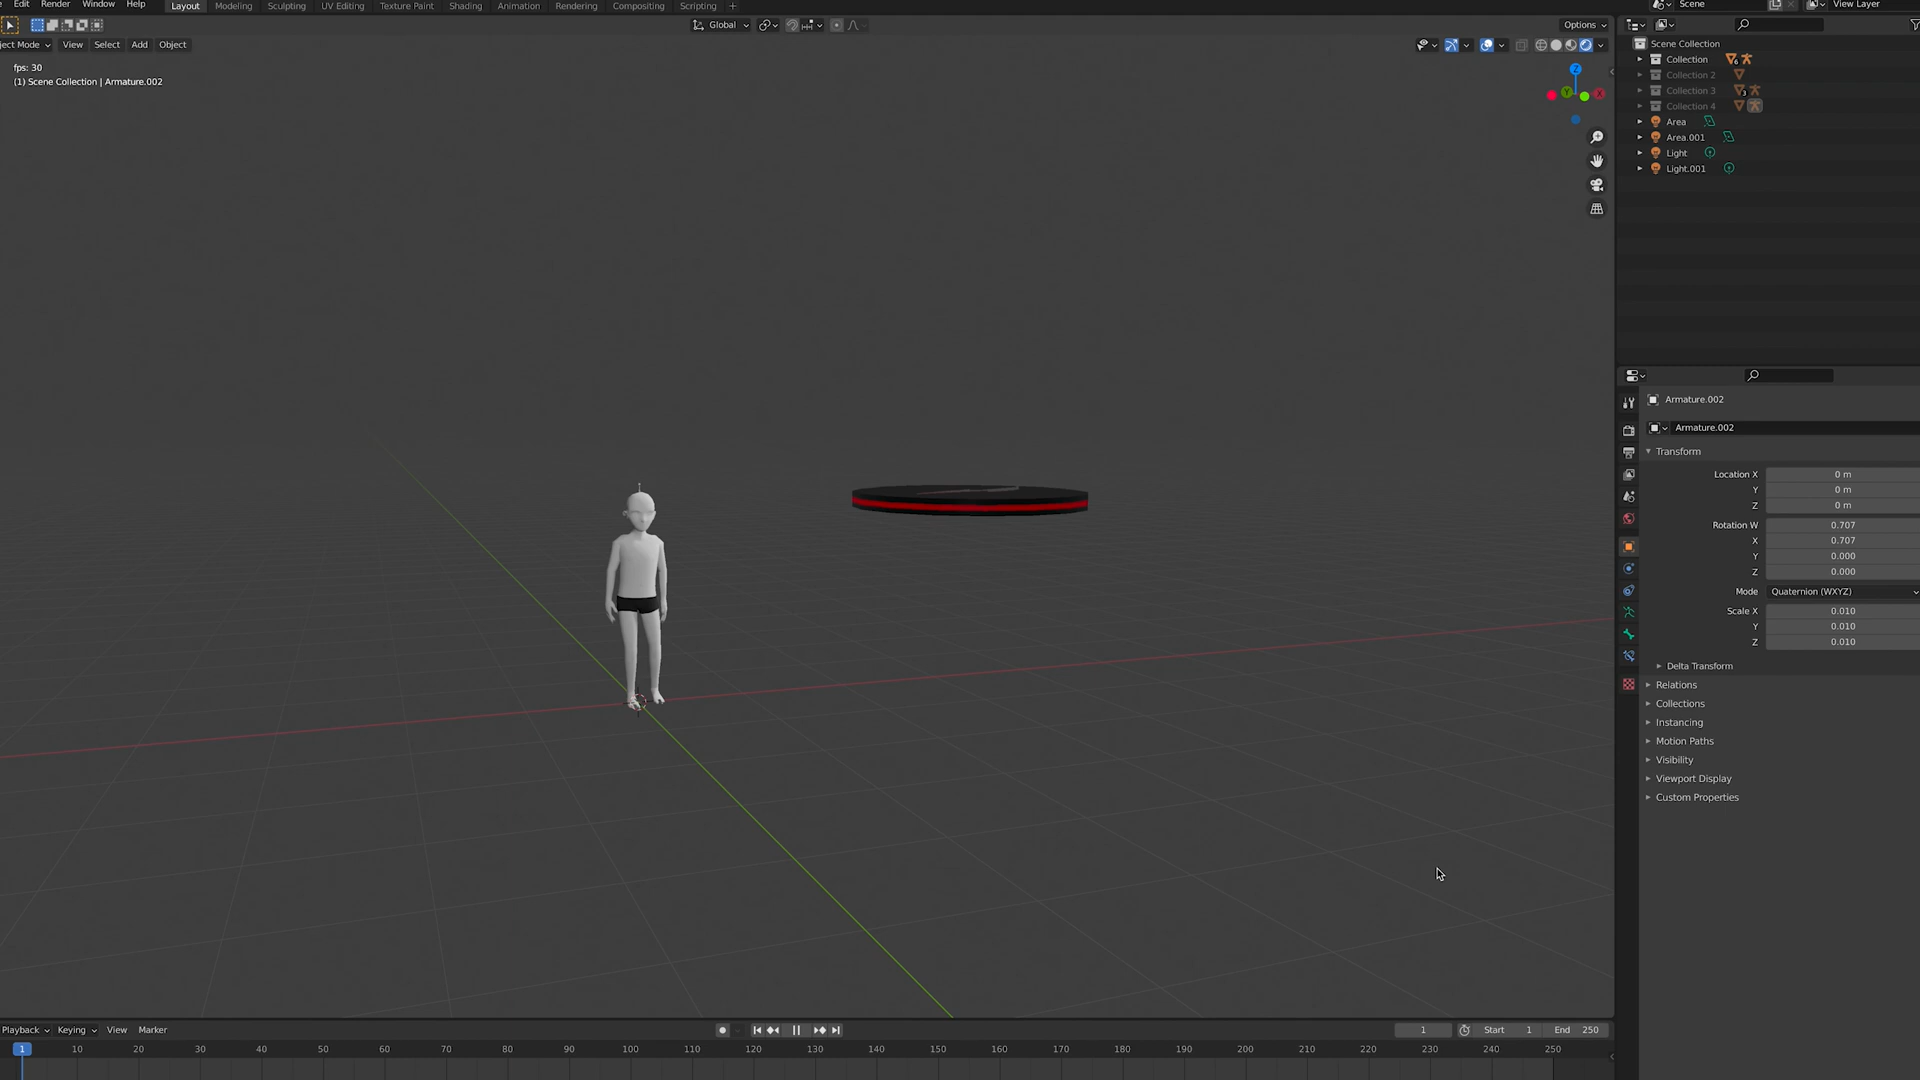 Edit Render Window Help Layout Modeling Sculpting UV Editing Texture Paint Shading Animation Rendering Compositing Scripting + Scene View Layer
Global Options
ject Mode View Select Add Object
fps: 30
(1) Scene Collection | Armature.002
Z
Y
X
Scene Collection
Collection 6
Collection 2
Collection 3 3
Collection 4
Area
Area.001
Light
Light.001
Armature.002
Armature.002
Transform
Location X 0 m
Y 0 m
Z 0 m
Rotation W 0.707
X 0.707
Y 0.000
Z 0.000
Mode Quaternion (WXYZ)
Scale X 0.010
Y 0.010
Z 0.010
Delta Transform
Relations
Collections
Instancing
Motion Paths
Visibility
Viewport Display
Custom Properties
Playback Keying View Marker 1 Start 1 End 250
1 10 20 30 40 50 60 70 80 90 100 110 120 130 140 150 160 170 180 190 200 210 220 230 240 250